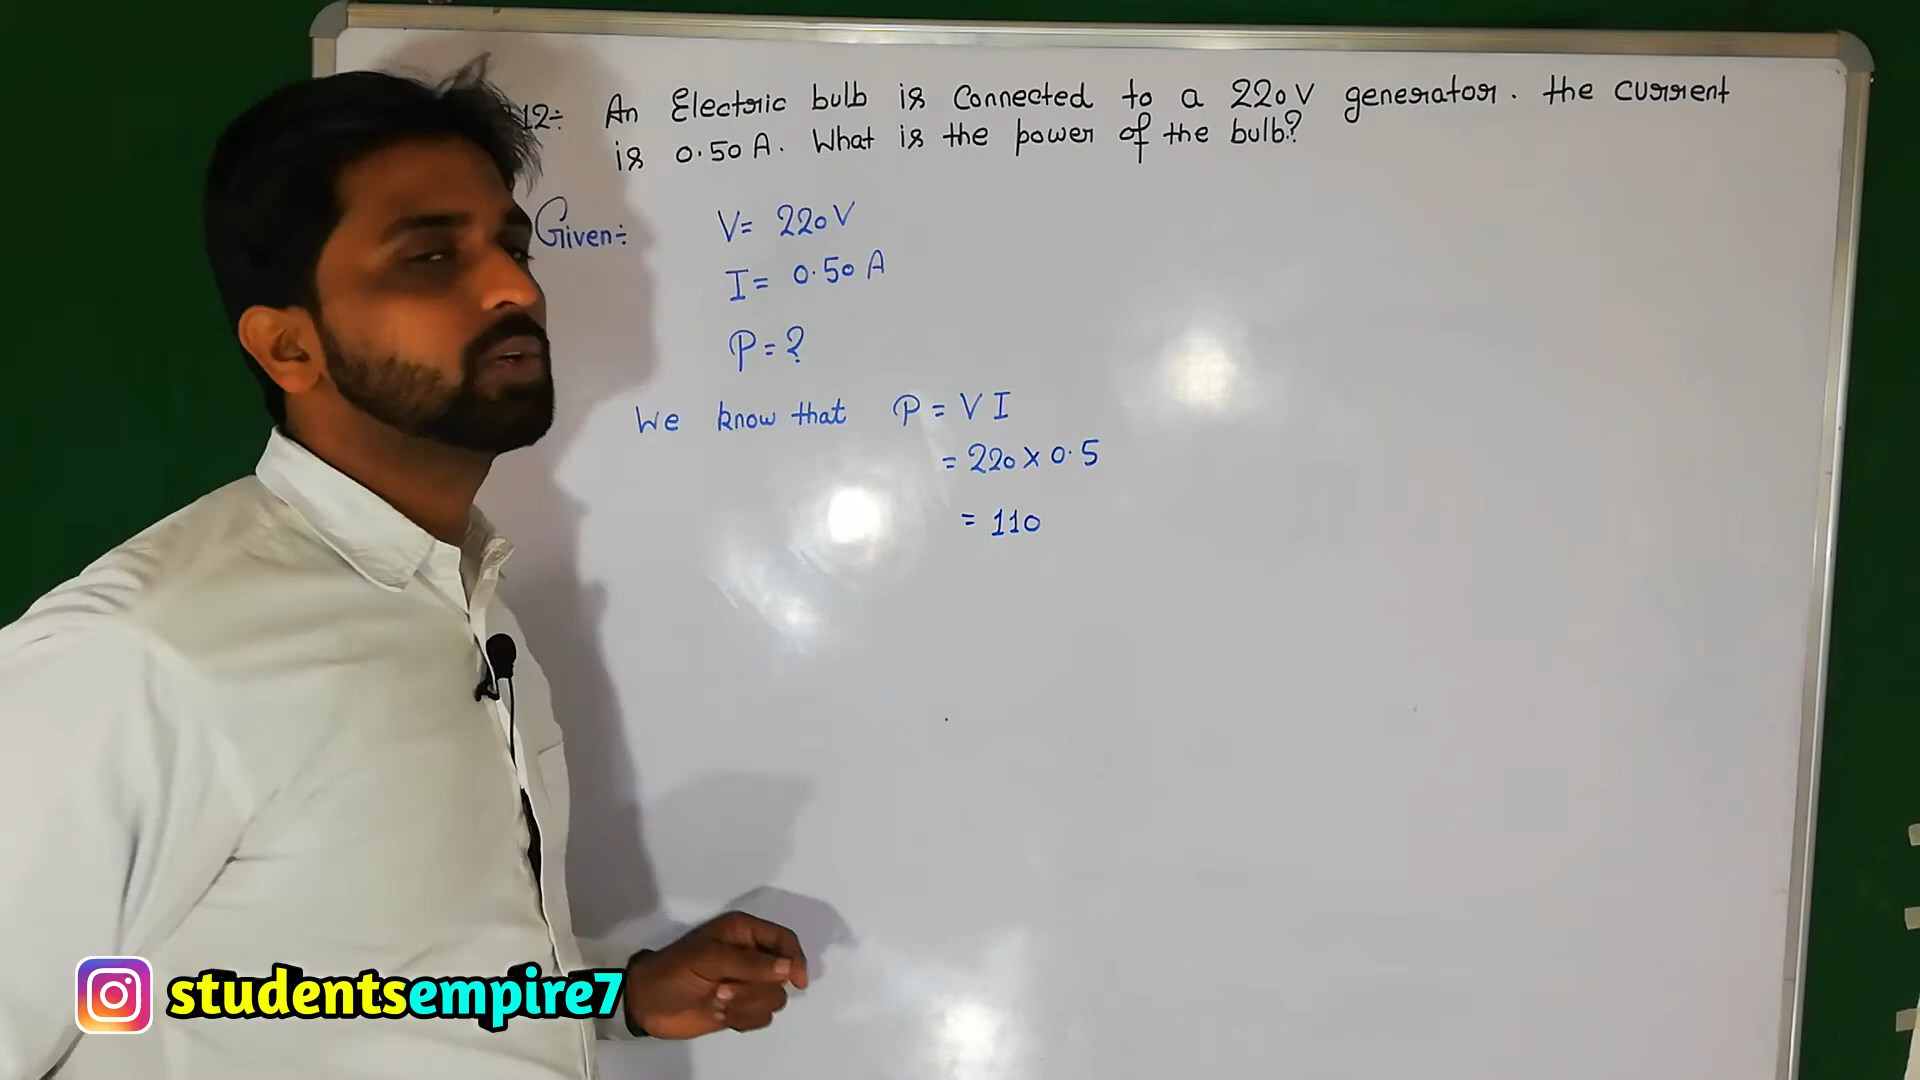 12÷ An Electric bulb is Connected to a 220V generator. the current
is 0.50 A. What is the power of the bulb?
Given÷ V= 220V
I= 0.50 A
P=?
We know that P = V I
= 220 x 0.5
= 110
studentsempire7